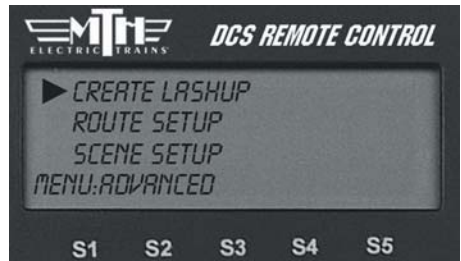 MTH
ELECTRIC TRAINS
DCS REMOTE CONTROL
CREATE LASHUP
ROUTE SETUP
SCENE SETUP
MENU:ADVANCED
S1 S2 S3 S4 S5